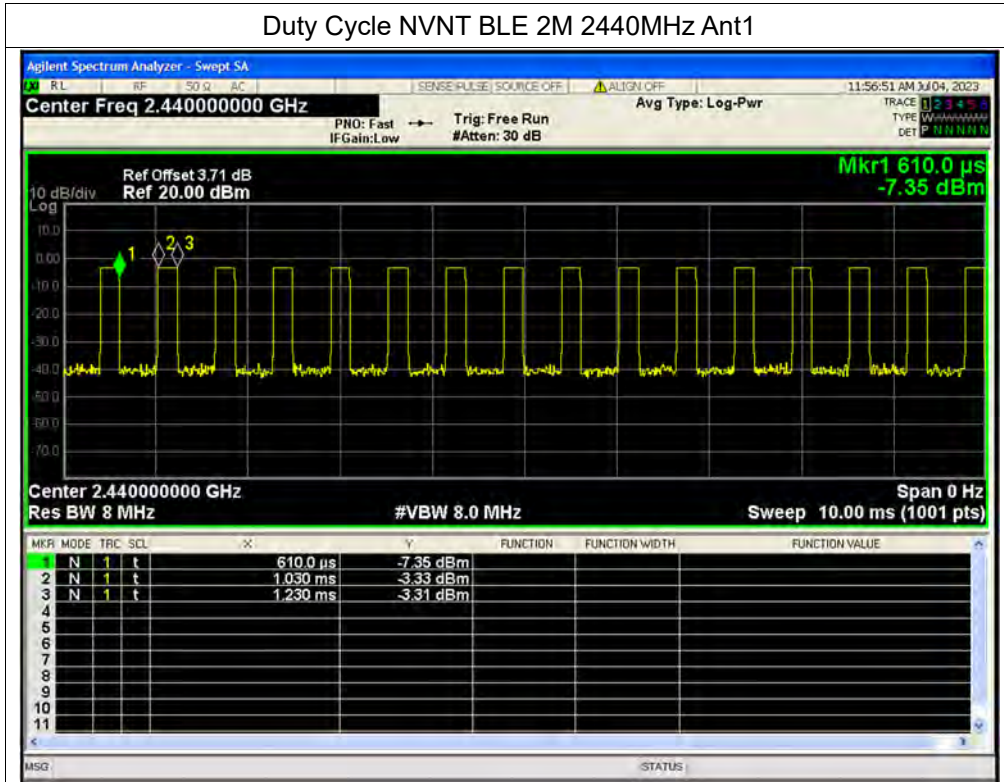 Duty Cycle NVNT BLE 2M 2440MHz Ant1
Agilent Spectrum Analyzer - Swept SA
LXI RL RF 50 Ω AC SENSE:PULSE SOURCE OFF ALIGN OFF 11:56:51 AM Jul 04, 2023
Center Freq 2.440000000 GHz Avg Type: Log-Pwr TRACE 1 2 3 4 5 6
PNO: Fast Trig: Free Run TYPE W
IFGain:Low #Atten: 30 dB DET P N N N N N
Mkr1 610.0 µs
Ref Offset 3.71 dB
10 dB/div Ref 20.00 dBm -7.35 dBm
Log
10.0
1 2 3
0.00
-10.0
-20.0
-30.0
-40.0
-50.0
-60.0
-70.0
Center 2.440000000 GHz Span 0 Hz
Res BW 8 MHz #VBW 8.0 MHz Sweep 10.00 ms (1001 pts)
MKR MODE TRC SCL X Y FUNCTION FUNCTION WIDTH FUNCTION VALUE
1 N 1 t 610.0 µs -7.35 dBm
2 N 1 t 1.030 ms -3.33 dBm
3 N 1 t 1.230 ms -3.31 dBm
4
5
6
7
8
9
10
11
MSG STATUS